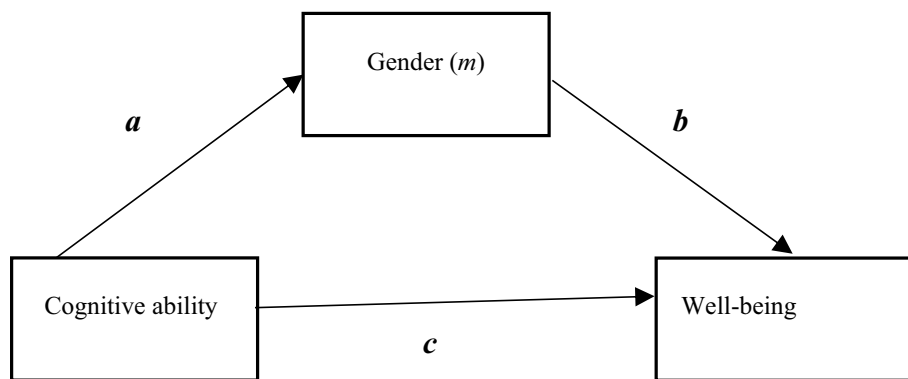 Gender (m)
a
b
Cognitive ability
Well-being
c